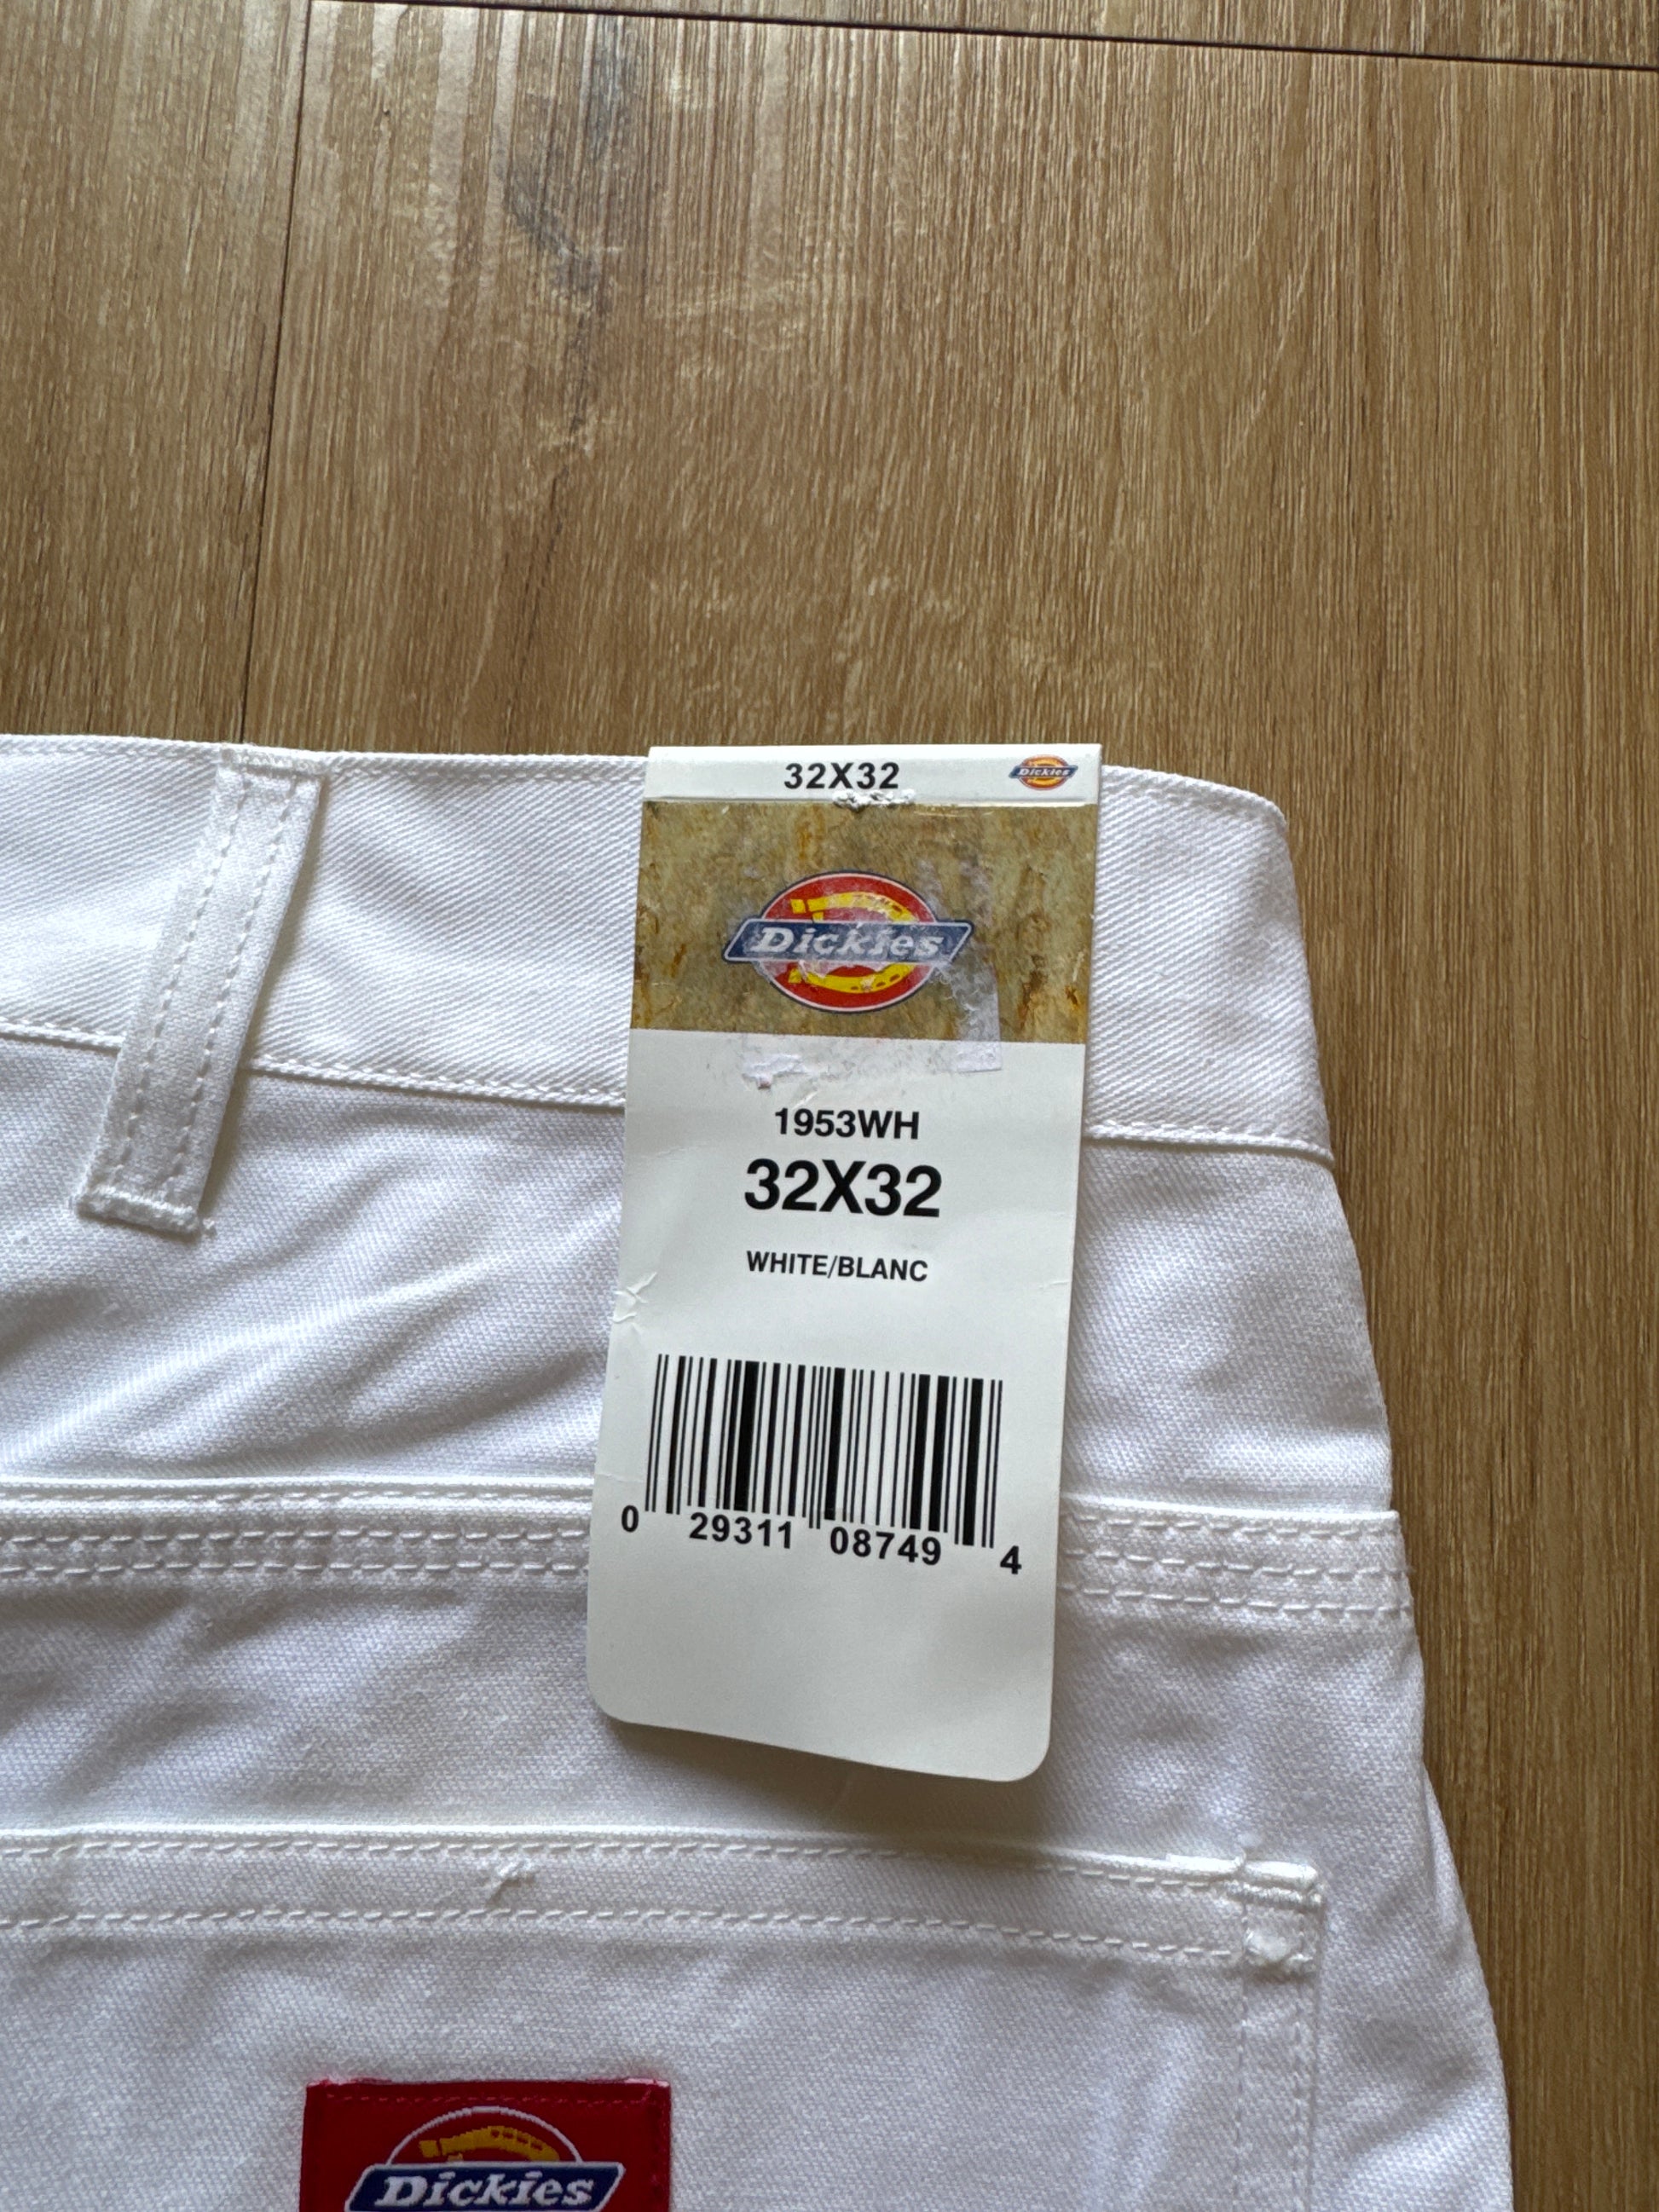 32X32 Dickies
Dickies
1953WH
32X32
WHITE/BLANC
0 29311 08749 4
Dickies